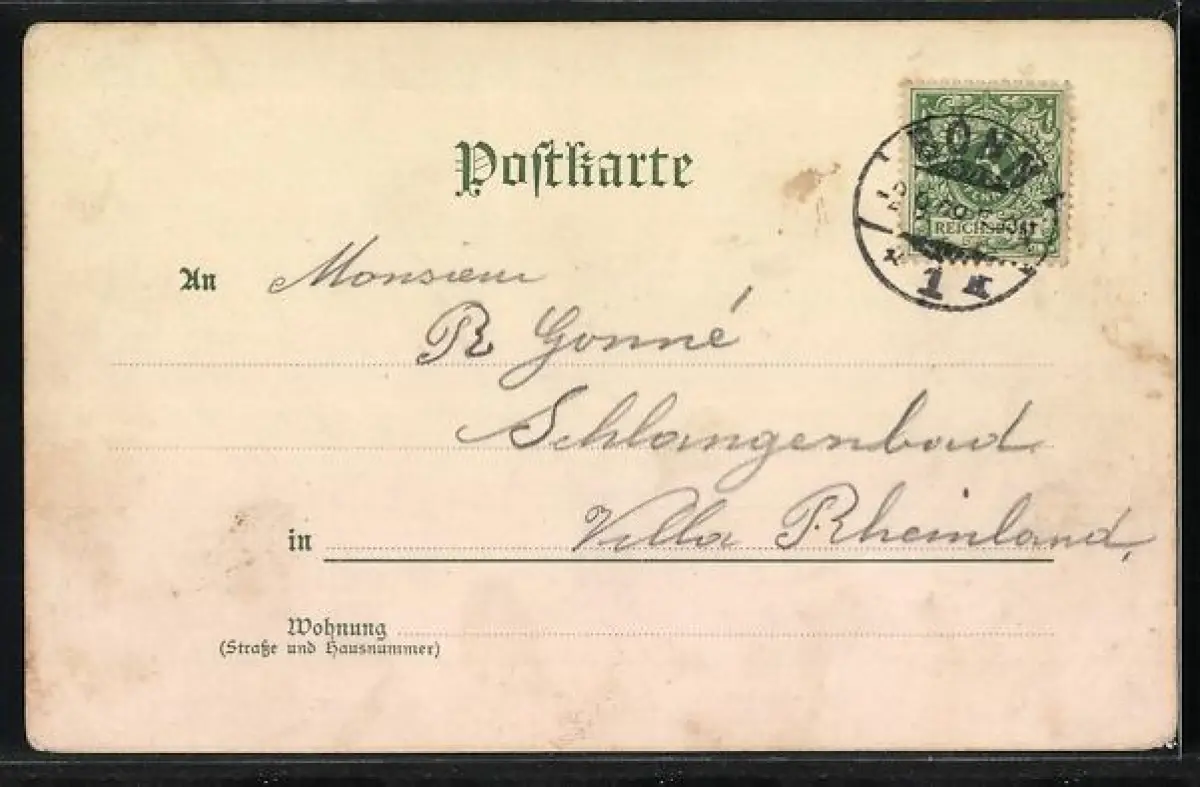 Postkarte
BONN
REICHSPOST
1 K
An Monsieur
R Gonné
Schlangenbad
in Villa Rheinland,
Wohnung
(Straße und Hausnummer)